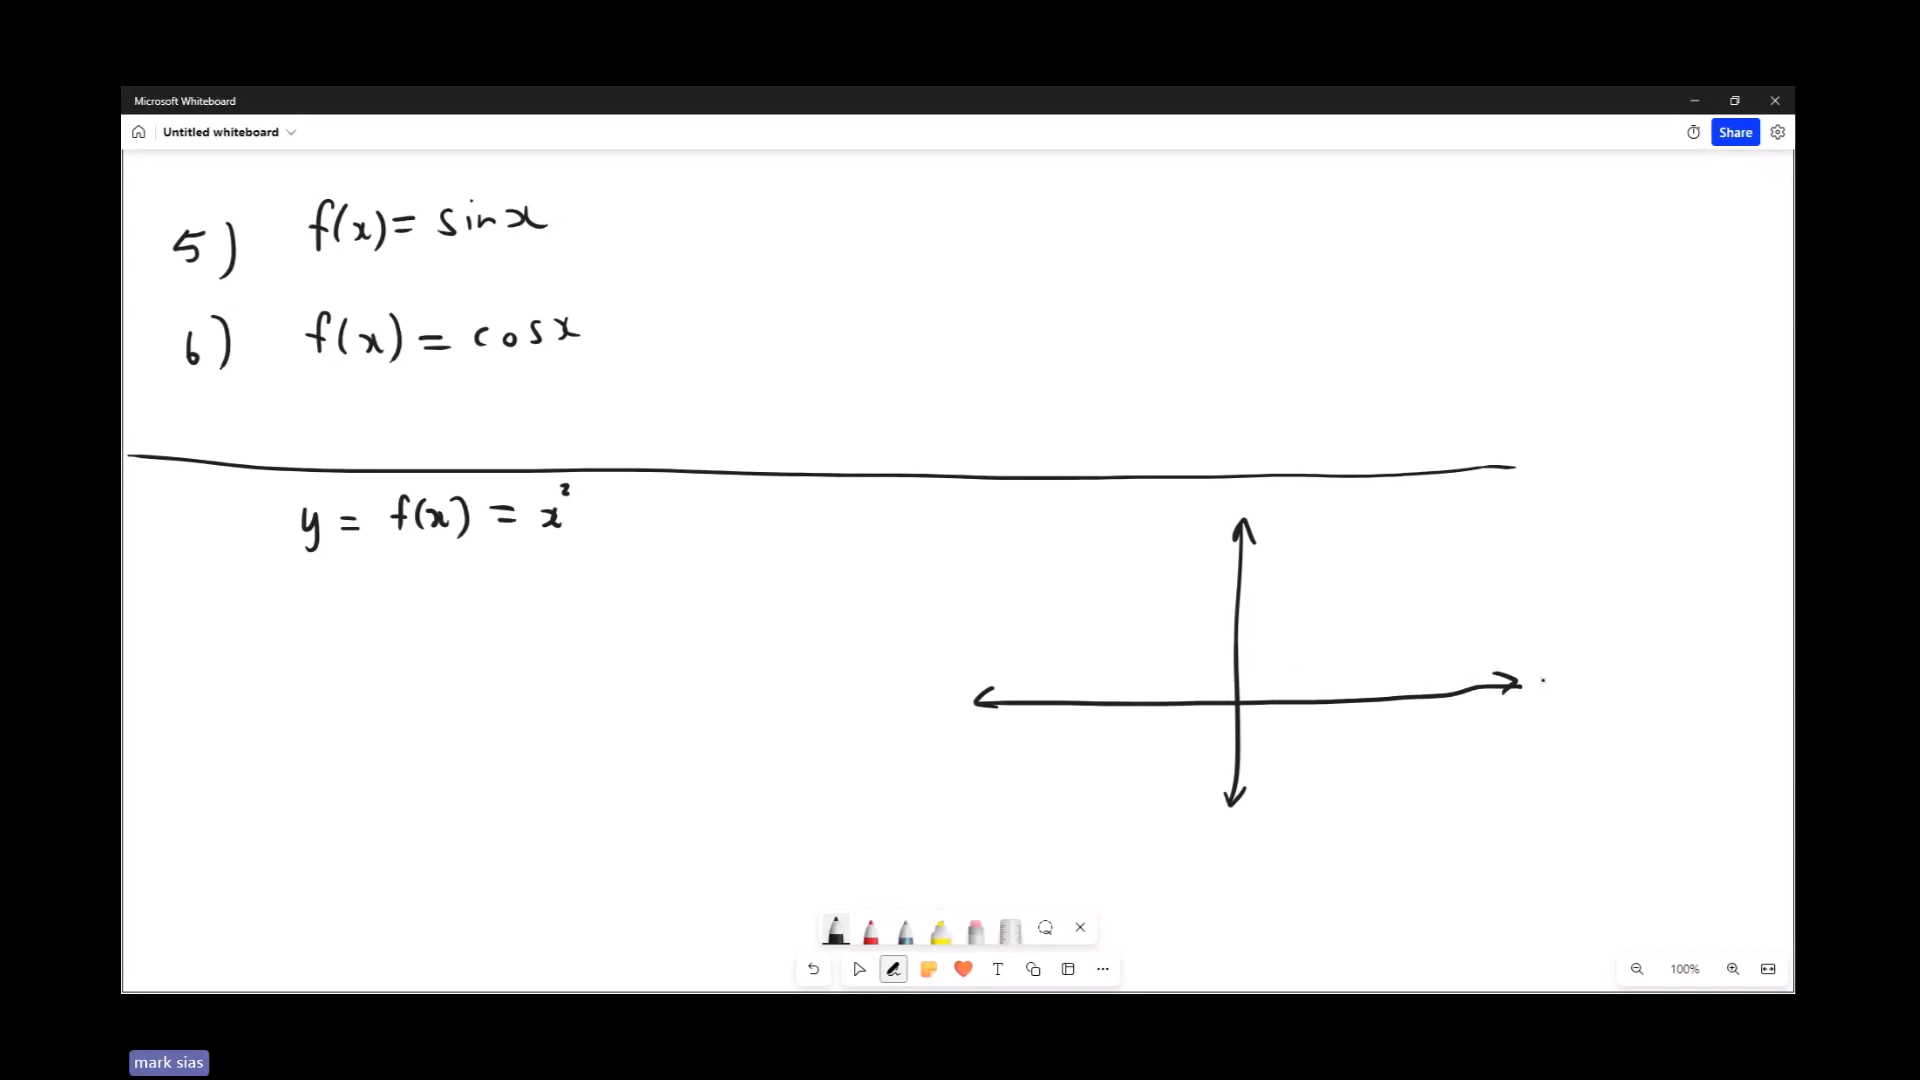 Microsoft Whiteboard
Untitled whiteboard
Share
5) f(x)= sin x
6) f(x) = cos x
y = f(x) = x²
T
100%
mark sias